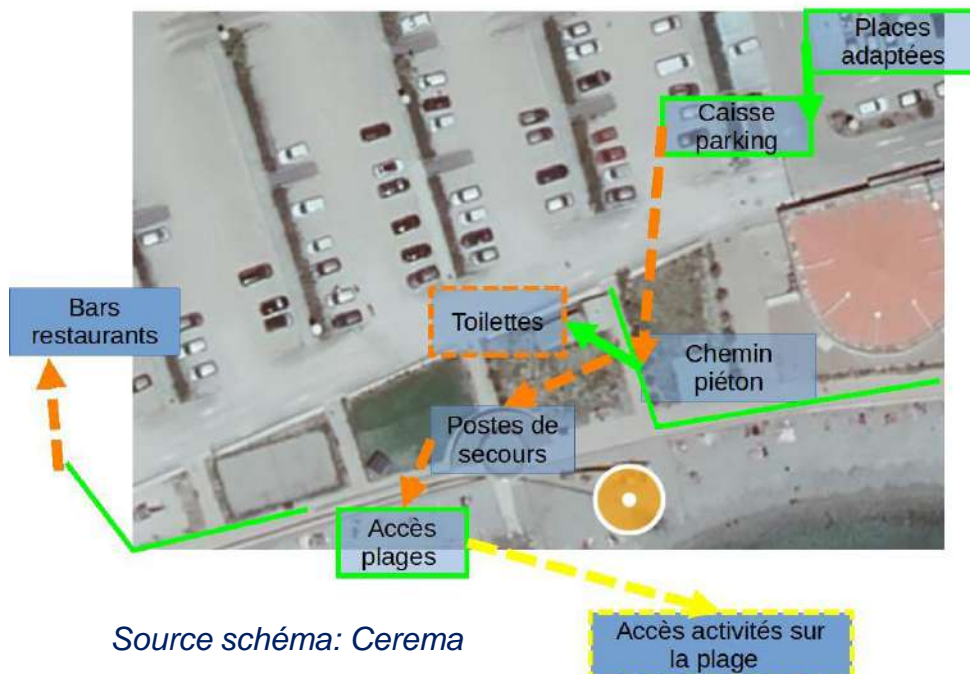 Places
adaptées
Caisse
parking
Bars
restaurants
Toilettes
Chemin
piéton
Postes de
secours
Accès
plages
Source schéma: Cerema
Accès activités sur
la plage